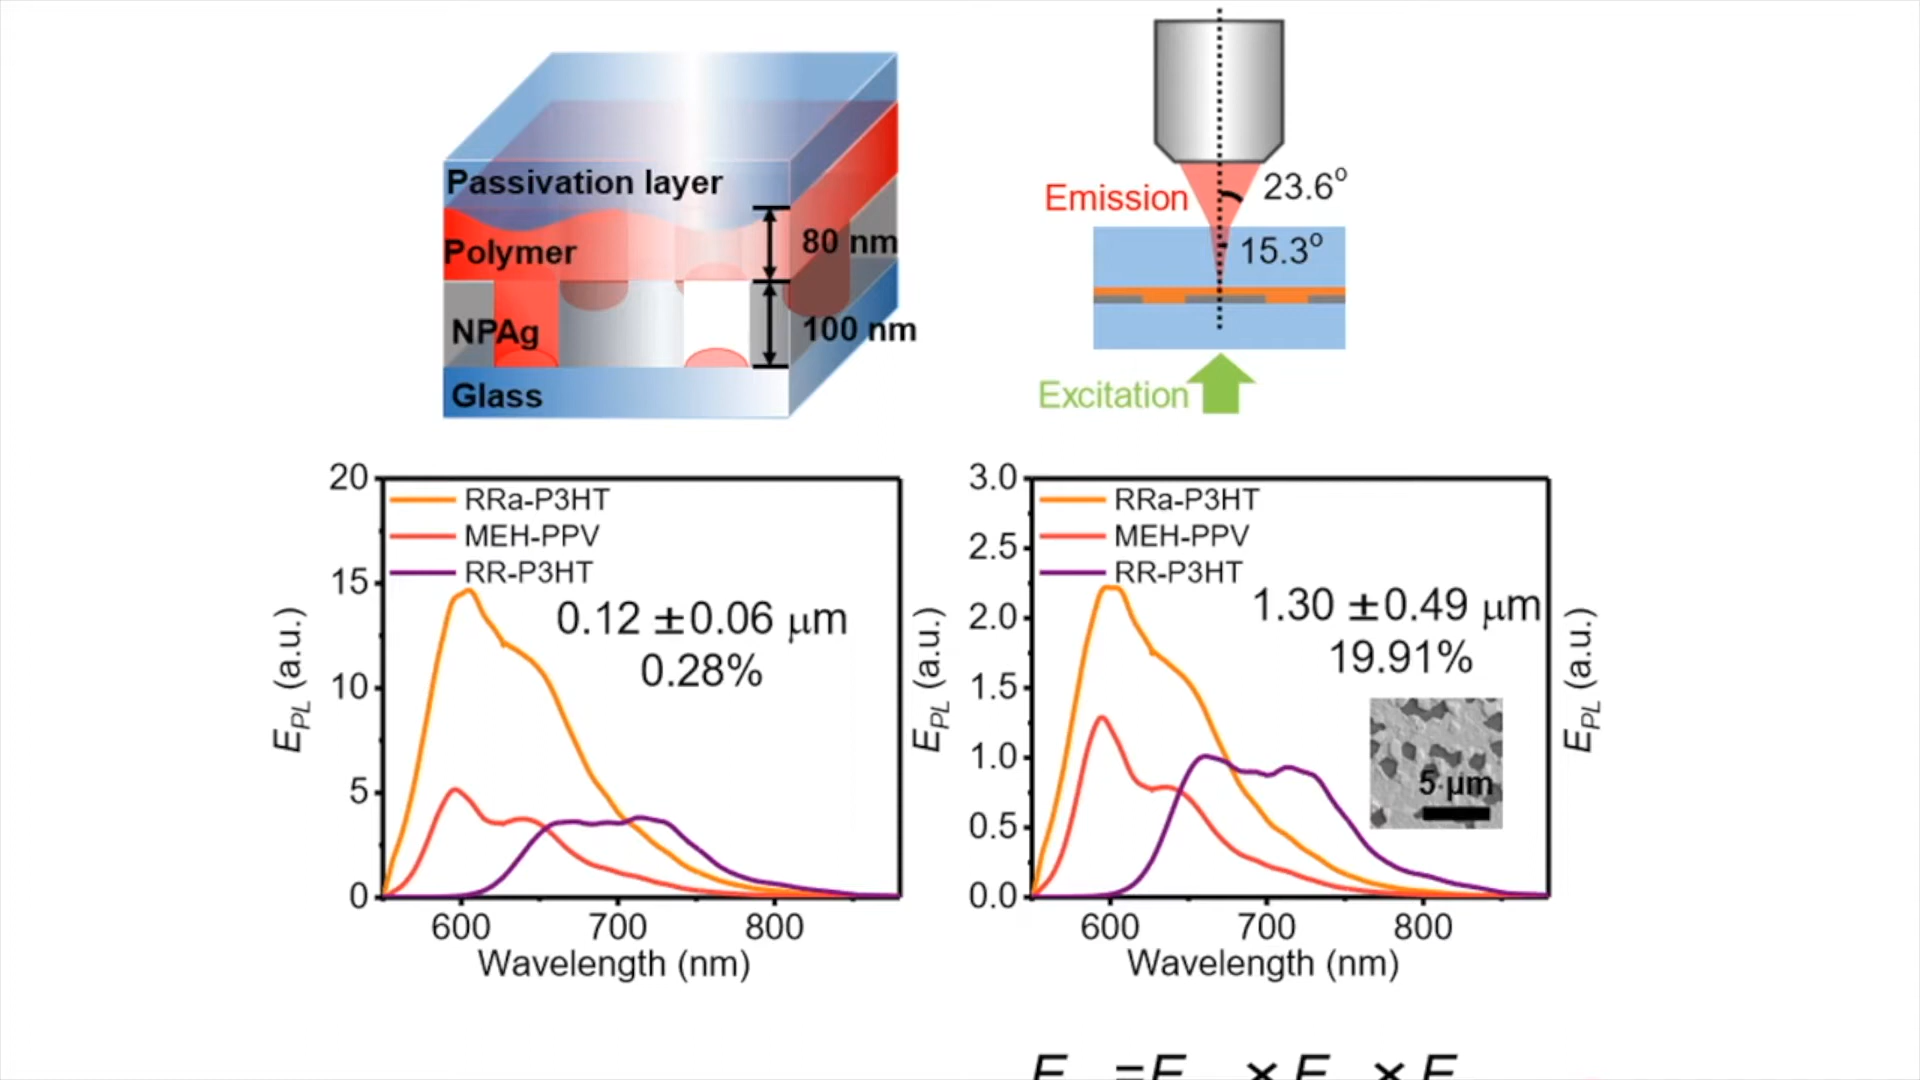 Passivation layer
Polymer
80 nm
NPAg
100 nm
Glass
Emission
23.6°
15.3°
Excitation
20
15
10
5
0
E_PL (a.u.)
RRa-P3HT
MEH-PPV
RR-P3HT
0.12 ±0.06 μm
0.28%
600 700 800
Wavelength (nm)
3.0
2.5
2.0
1.5
1.0
0.5
0.0
E_PL (a.u.)
RRa-P3HT
MEH-PPV
RR-P3HT
1.30 ±0.49 μm
19.91%
5 μm
600 700 800
Wavelength (nm)
E_PL (a.u.)